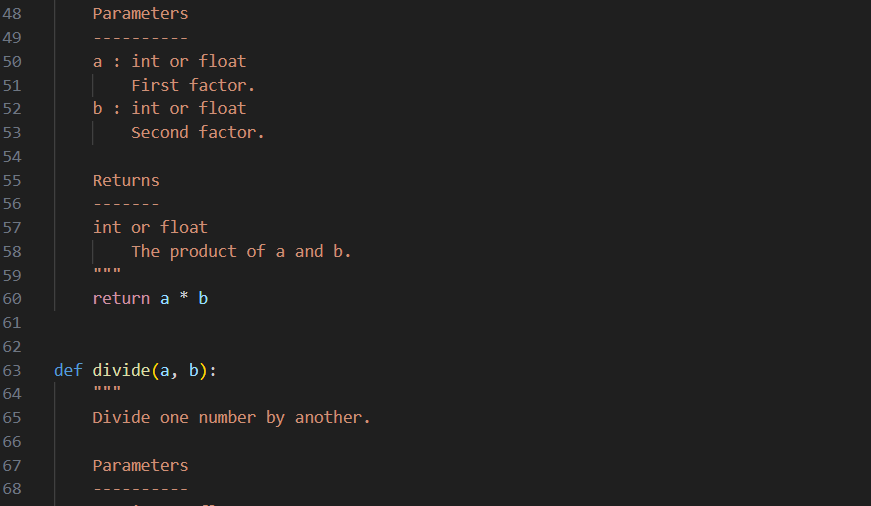 48 Parameters
49 ----------
50 a : int or float
51 First factor.
52 b : int or float
53 Second factor.
54
55 Returns
56 -------
57 int or float
58 The product of a and b.
59 """
60 return a * b
61
62
63 def divide(a, b):
64 """
65 Divide one number by another.
66
67 Parameters
68 ----------